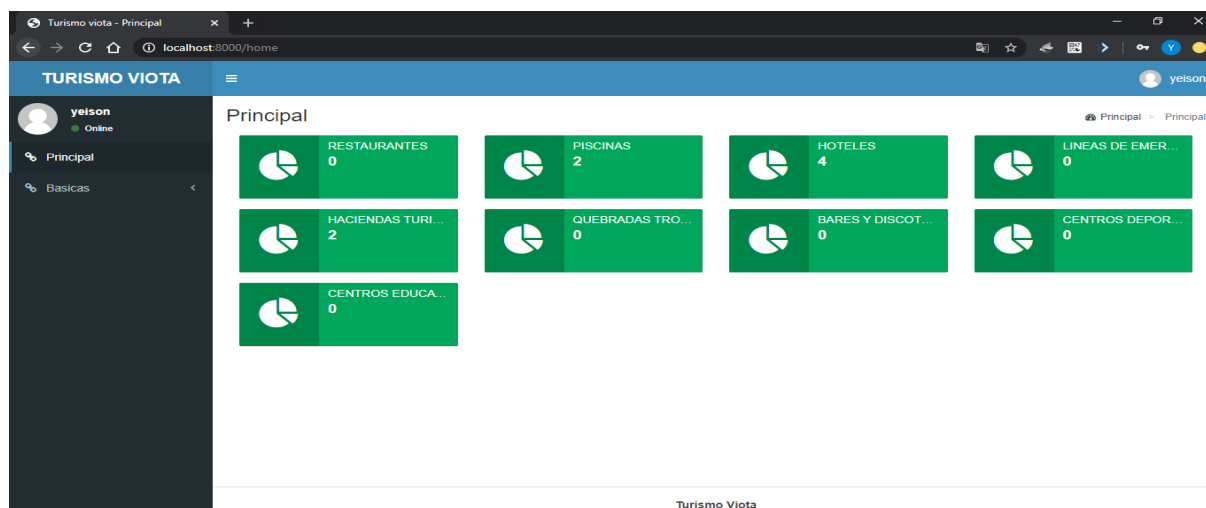 Turismo viota - Principal
localhost:8000/home
TURISMO VIOTA
yeison
yeison
Online
Principal
Basicas
Principal
Principal > Principal
RESTAURANTES
0
PISCINAS
2
HOTELES
4
LINEAS DE EMER...
0
HACIENDAS TURI...
2
QUEBRADAS TRO...
0
BARES Y DISCOT...
0
CENTROS DEPOR...
0
CENTROS EDUCA...
0
Turismo Viota